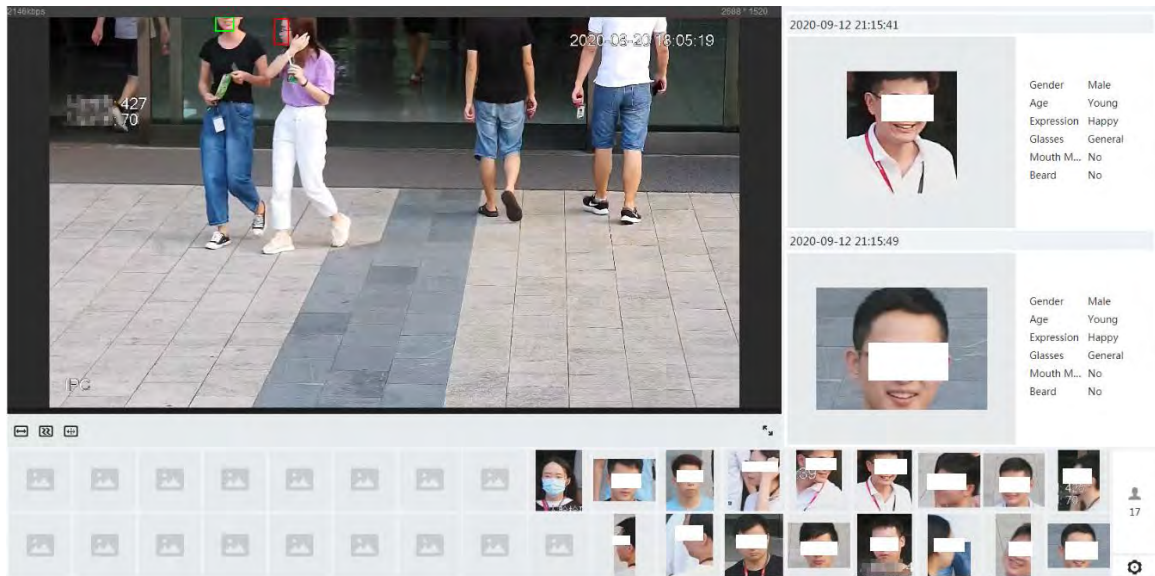 2146kbps
2688 * 1520
2020-06-20 18:05:19
427
70
IPC
2020-09-12 21:15:41
Gender Male
Age Young
Expression Happy
Glasses General
Mouth M... No
Beard No
2020-09-12 21:15:49
Gender Male
Age Young
Expression Happy
Glasses General
Mouth M... No
Beard No
17